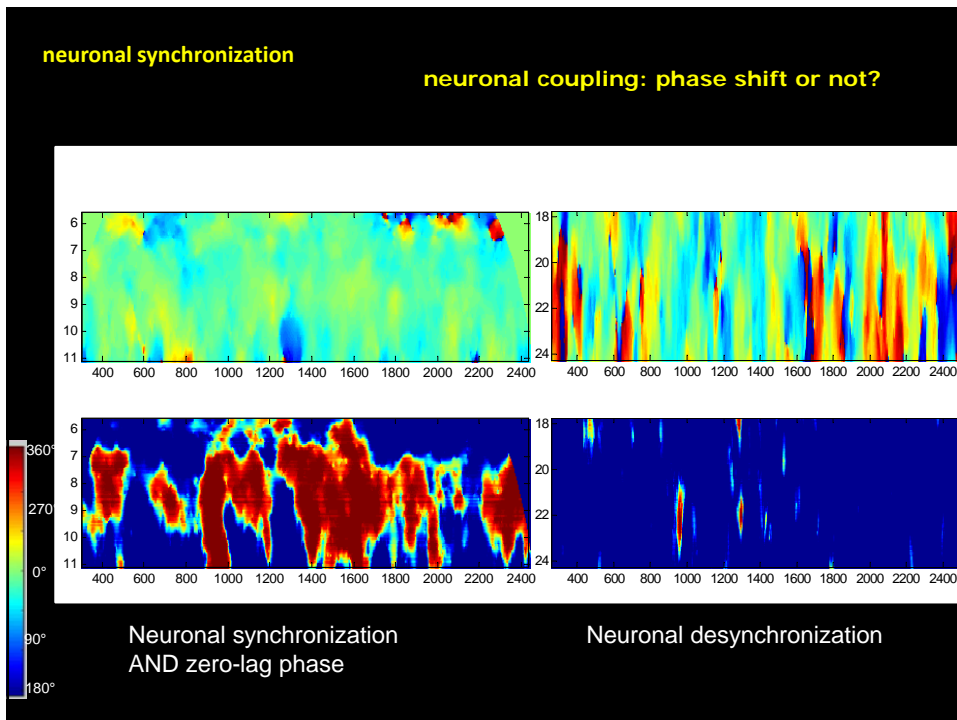 neuronal synchronization
neuronal coupling: phase shift or not?
6
7
8
9
10
11
400 600 800 1000 1200 1400 1600 1800 2000 2200 2400
18
20
22
24
400 600 800 1000 1200 1400 1600 1800 2000 2200 2400
6
7
8
9
10
11
400 600 800 1000 1200 1400 1600 1800 2000 2200 2400
18
20
22
24
400 600 800 1000 1200 1400 1600 1800 2000 2200 2400
360°
270°
0°
90°
180°
Neuronal synchronization
AND zero-lag phase
Neuronal desynchronization